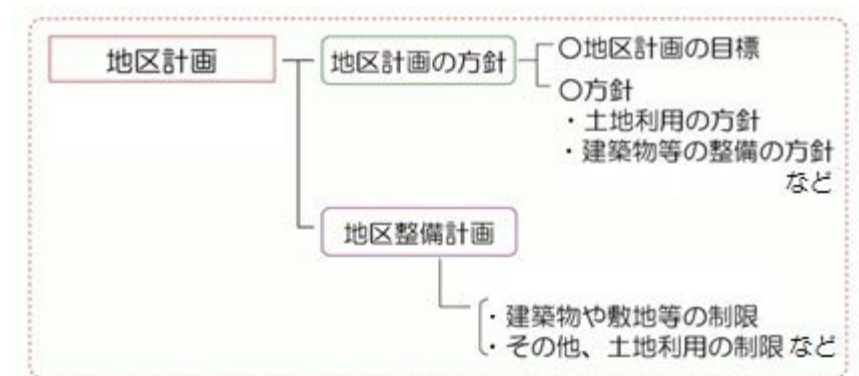 地区計画
地区計画の方針
〇地区計画の目標
〇方針
・土地利用の方針
・建築物等の整備の方針
など
地区整備計画
・建築物や敷地等の制限
・その他、土地利用の制限 など